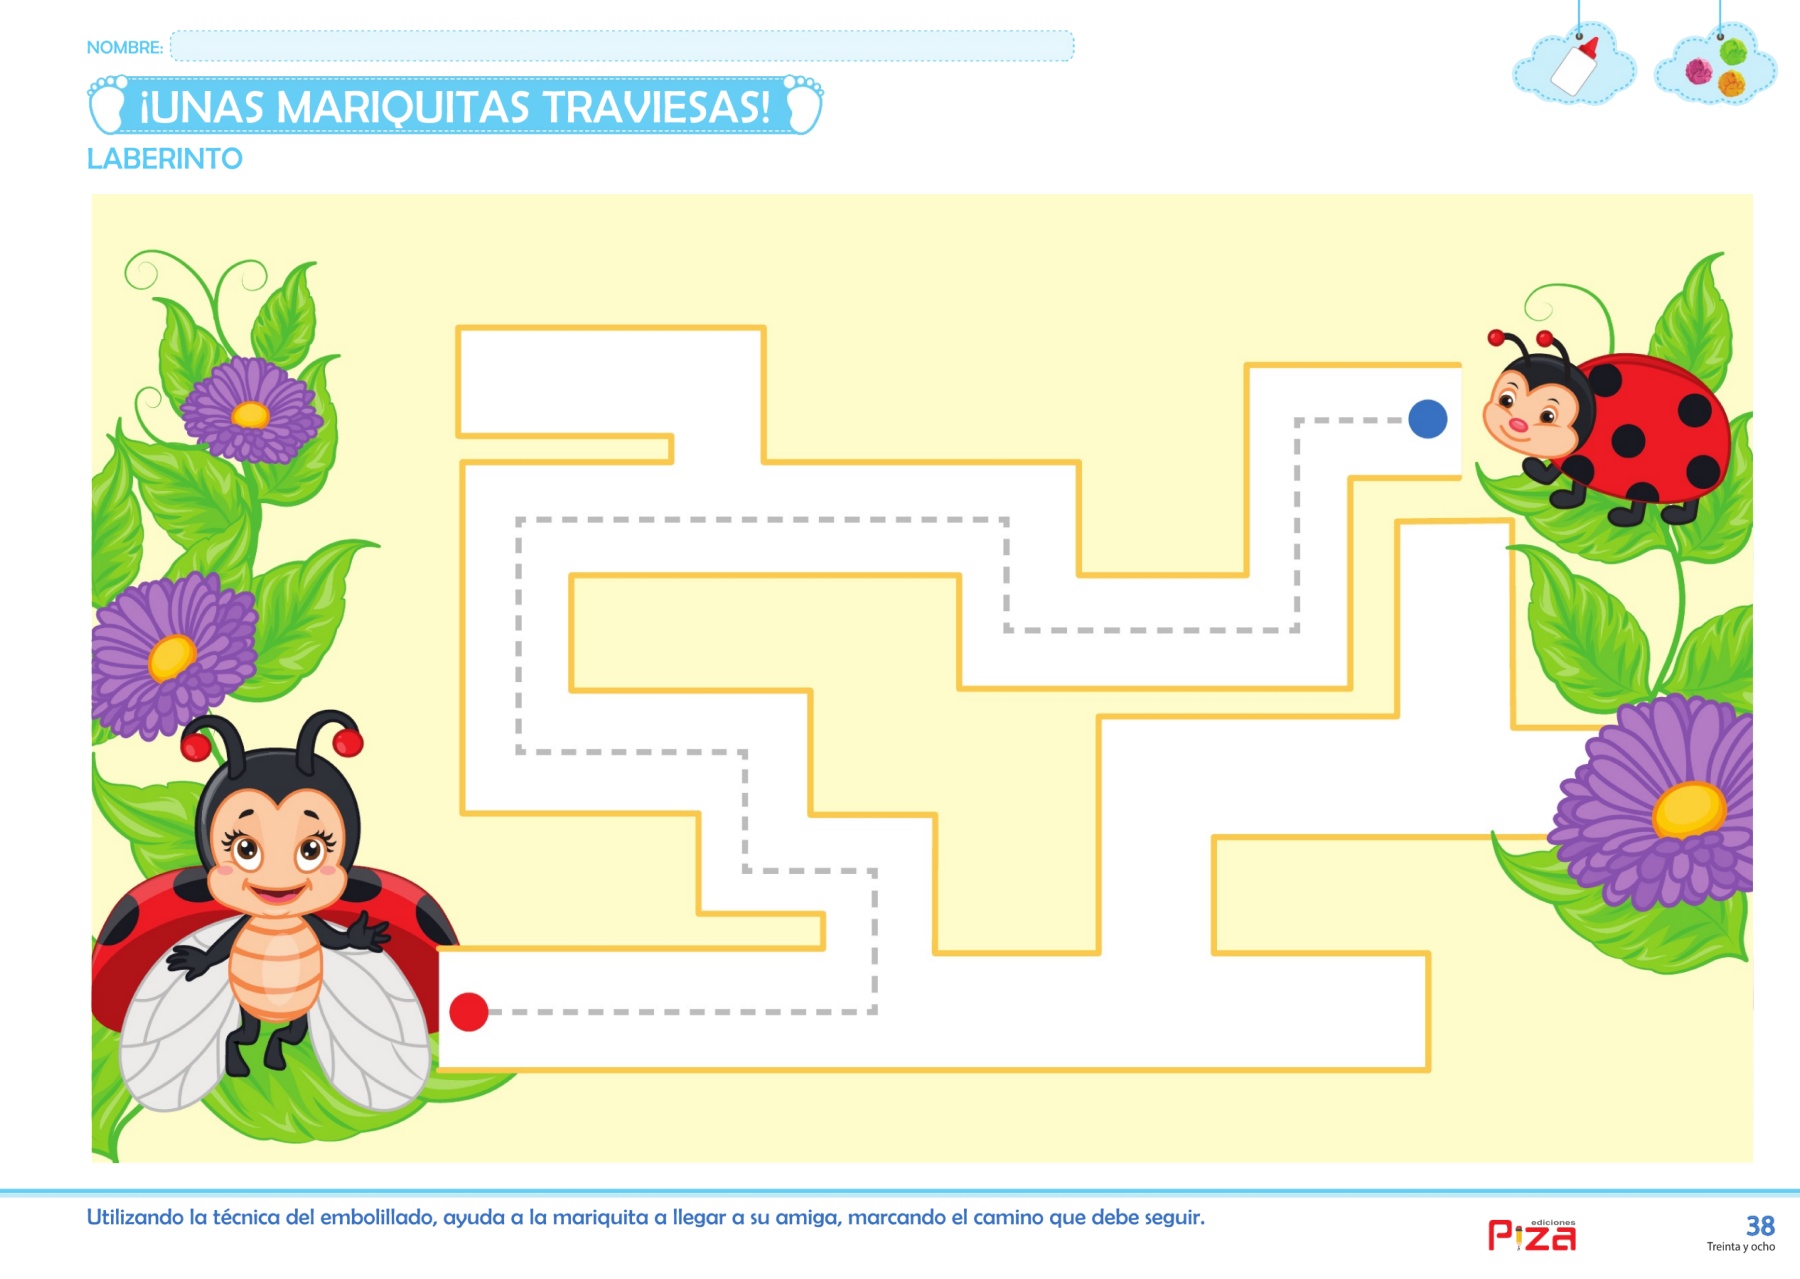 NOMBRE:
¡UNAS MARIQUITAS TRAVIESAS!
LABERINTO
Utilizando la técnica del embolillado, ayuda a la mariquita a llegar a su amiga, marcando el camino que debe seguir.
ediciones
Piza
38
Treinta y ocho